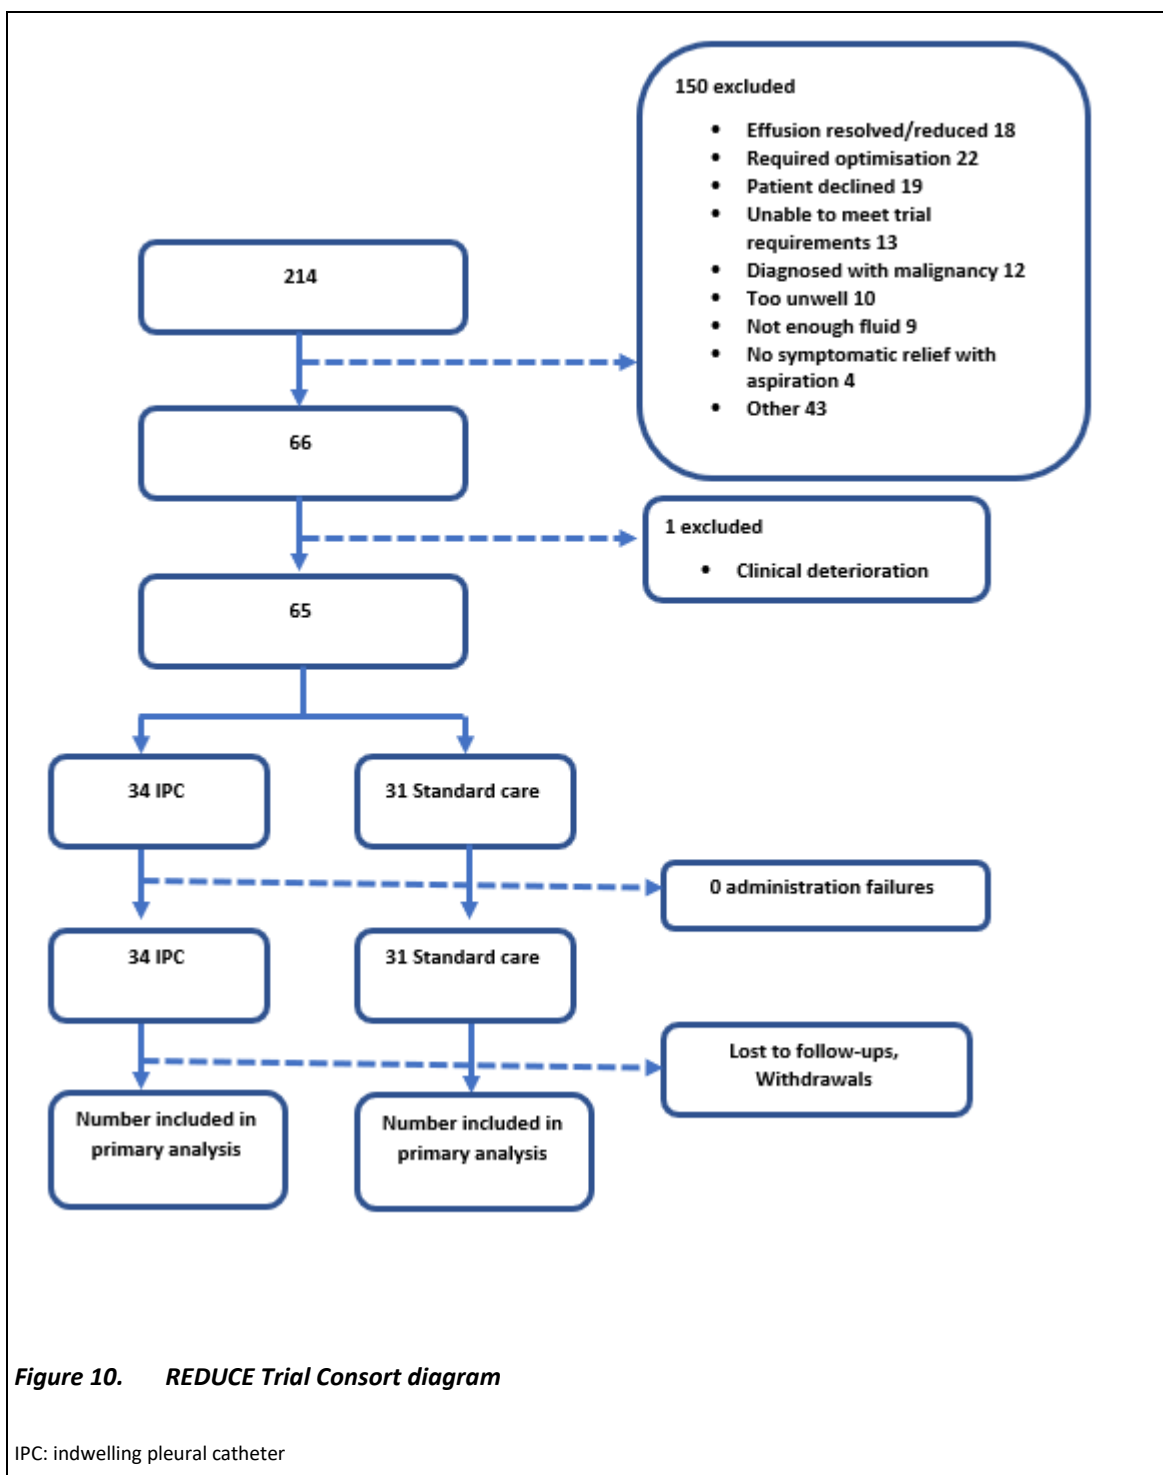 150 excluded
• Effusion resolved/reduced 18
• Required optimisation 22
• Patient declined 19
• Unable to meet trial
requirements 13
• Diagnosed with malignancy 12
• Too unwell 10
• Not enough fluid 9
• No symptomatic relief with
aspiration 4
• Other 43
214
66
1 excluded
• Clinical deterioration
65
34 IPC
31 Standard care
0 administration failures
34 IPC
31 Standard care
Lost to follow-ups,
Withdrawals
Number included in
primary analysis
Number included in
primary analysis
Figure 10. REDUCE Trial Consort diagram
IPC: indwelling pleural catheter